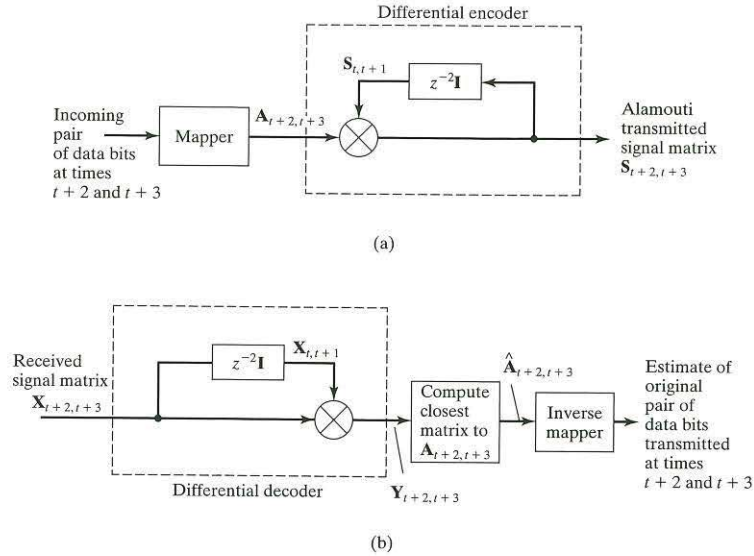 Differential encoder
S_{t, t+1}
z^{-2}I
Incoming
pair
of data bits
at times
t + 2 and t + 3
Mapper
A_{t+2, t+3}
Alamouti
transmitted
signal matrix
S_{t+2, t+3}
(a)
Received
signal matrix
X_{t+2, t+3}
z^{-2}I
X_{t, t+1}
Differential decoder
Y_{t+2, t+3}
Compute
closest
matrix to
A_{t+2, t+3}
Â_{t+2, t+3}
Inverse
mapper
Estimate of
original
pair of
data bits
transmitted
at times
t + 2 and t + 3
(b)